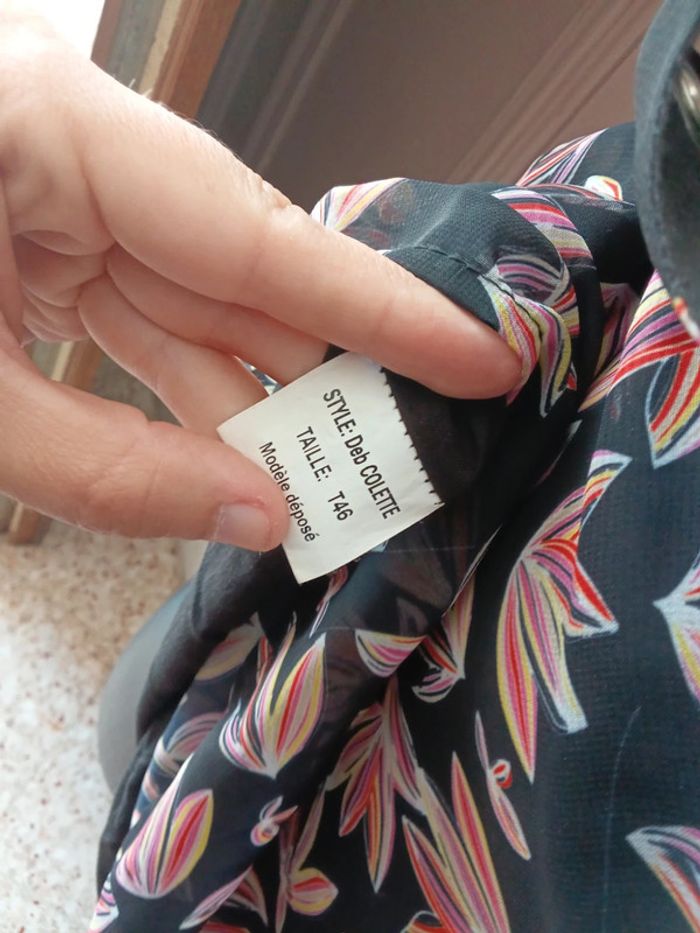 STYLE: Deb COLETTE
TAILLE: T46
Modèle déposé